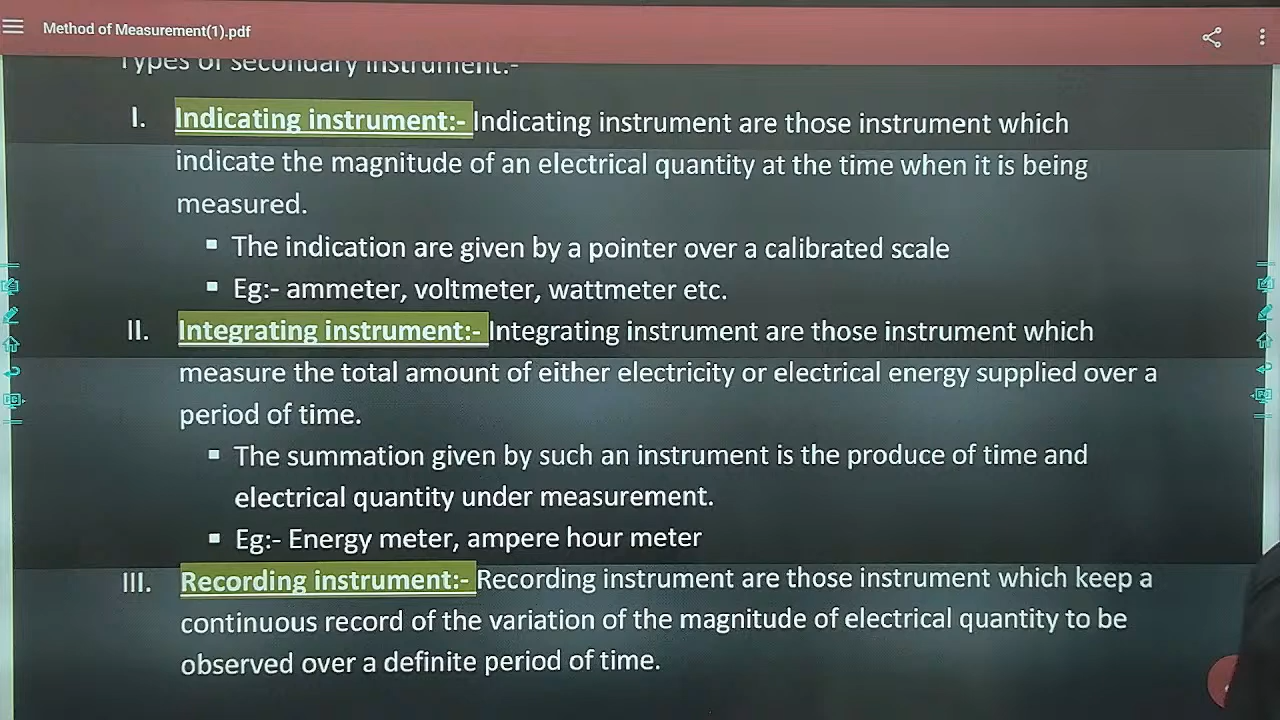 Method of Measurement(1).pdf
Types of secondary instrument:-
I. Indicating instrument:- Indicating instrument are those instrument which
indicate the magnitude of an electrical quantity at the time when it is being
measured.
▪ The indication are given by a pointer over a calibrated scale
▪ Eg:- ammeter, voltmeter, wattmeter etc.
II. Integrating instrument:- Integrating instrument are those instrument which
measure the total amount of either electricity or electrical energy supplied over a
period of time.
▪ The summation given by such an instrument is the produce of time and
electrical quantity under measurement.
▪ Eg:- Energy meter, ampere hour meter
III. Recording instrument:- Recording instrument are those instrument which keep a
continuous record of the variation of the magnitude of electrical quantity to be
observed over a definite period of time.